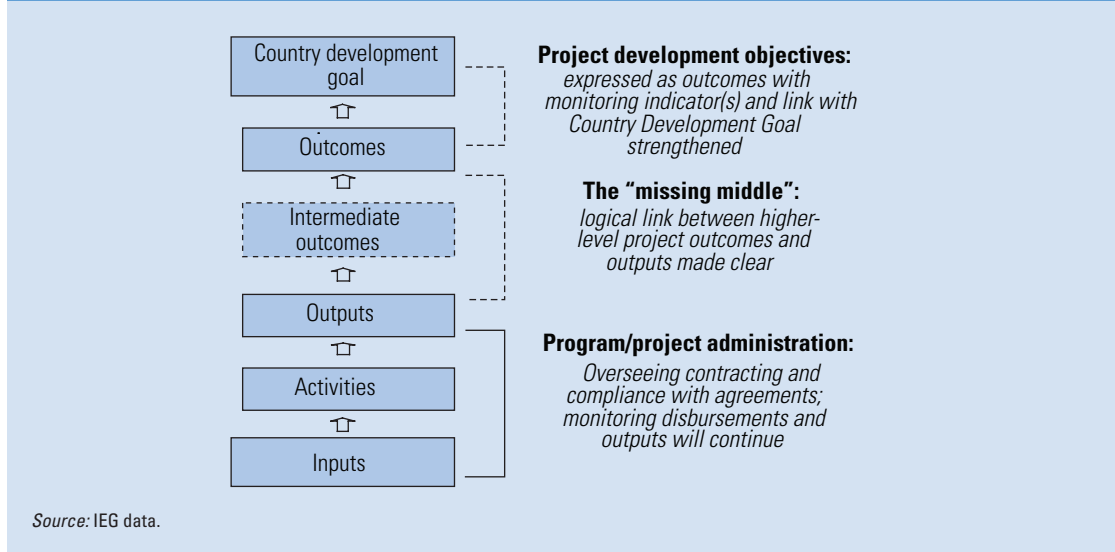 Country development
goal
Outcomes
Intermediate
outcomes
Outputs
Activities
Inputs
Project development objectives:
expressed as outcomes with
monitoring indicator(s) and link with
Country Development Goal
strengthened
The “missing middle”:
logical link between higher-
level project outcomes and
outputs made clear
Program/project administration:
Overseeing contracting and
compliance with agreements;
monitoring disbursements and
outputs will continue
Source: IEG data.